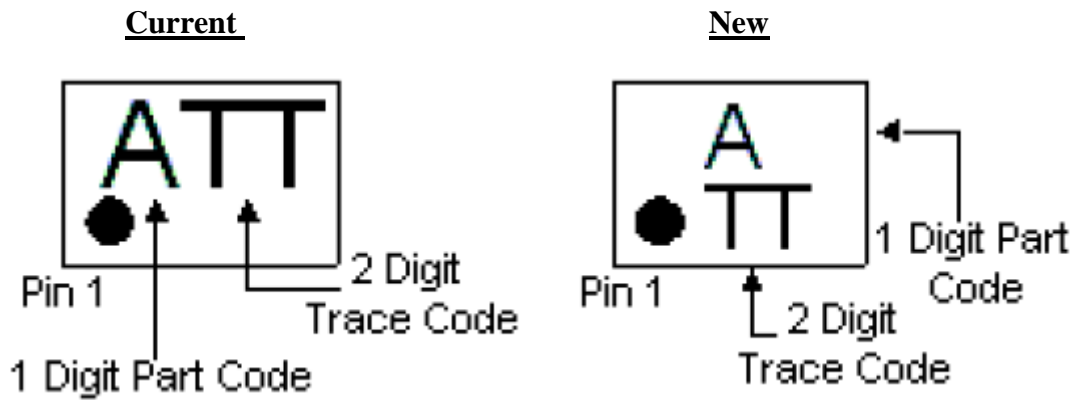 Current
ATT
Pin 1
2 Digit
Trace Code
1 Digit Part Code
New
A
TT
Pin 1
1 Digit Part
Code
2 Digit
Trace Code